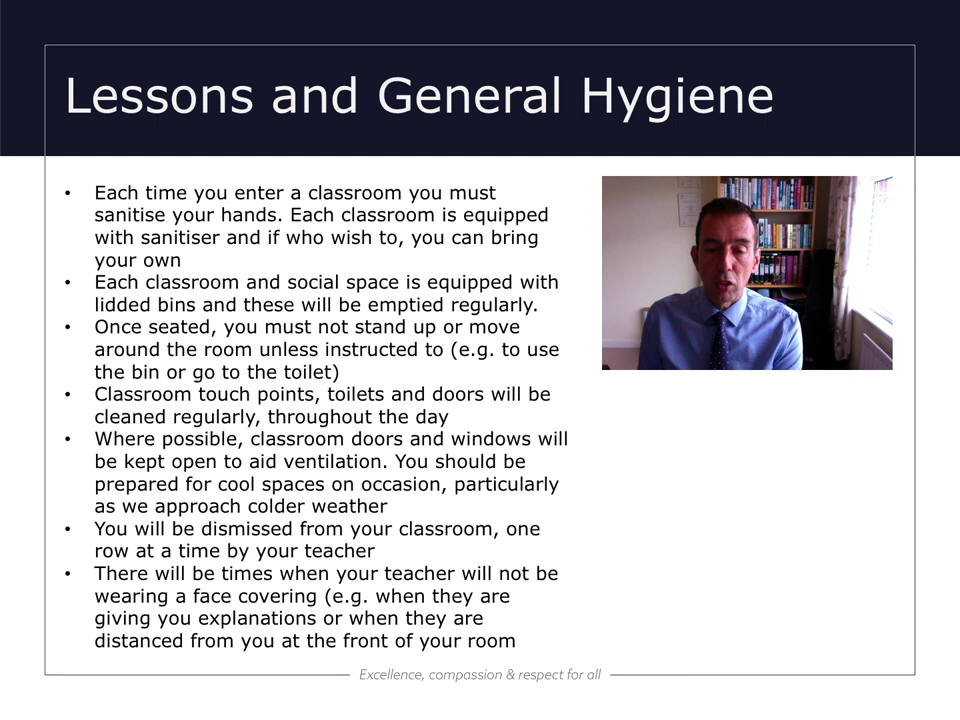 Lessons and General Hygiene
• Each time you enter a classroom you must
sanitise your hands. Each classroom is equipped
with sanitiser and if who wish to, you can bring
your own
• Each classroom and social space is equipped with
lidded bins and these will be emptied regularly.
• Once seated, you must not stand up or move
around the room unless instructed to (e.g. to use
the bin or go to the toilet)
• Classroom touch points, toilets and doors will be
cleaned regularly, throughout the day
• Where possible, classroom doors and windows will
be kept open to aid ventilation. You should be
prepared for cool spaces on occasion, particularly
as we approach colder weather
• You will be dismissed from your classroom, one
row at a time by your teacher
• There will be times when your teacher will not be
wearing a face covering (e.g. when they are
giving you explanations or when they are
distanced from you at the front of your room
Excellence, compassion & respect for all